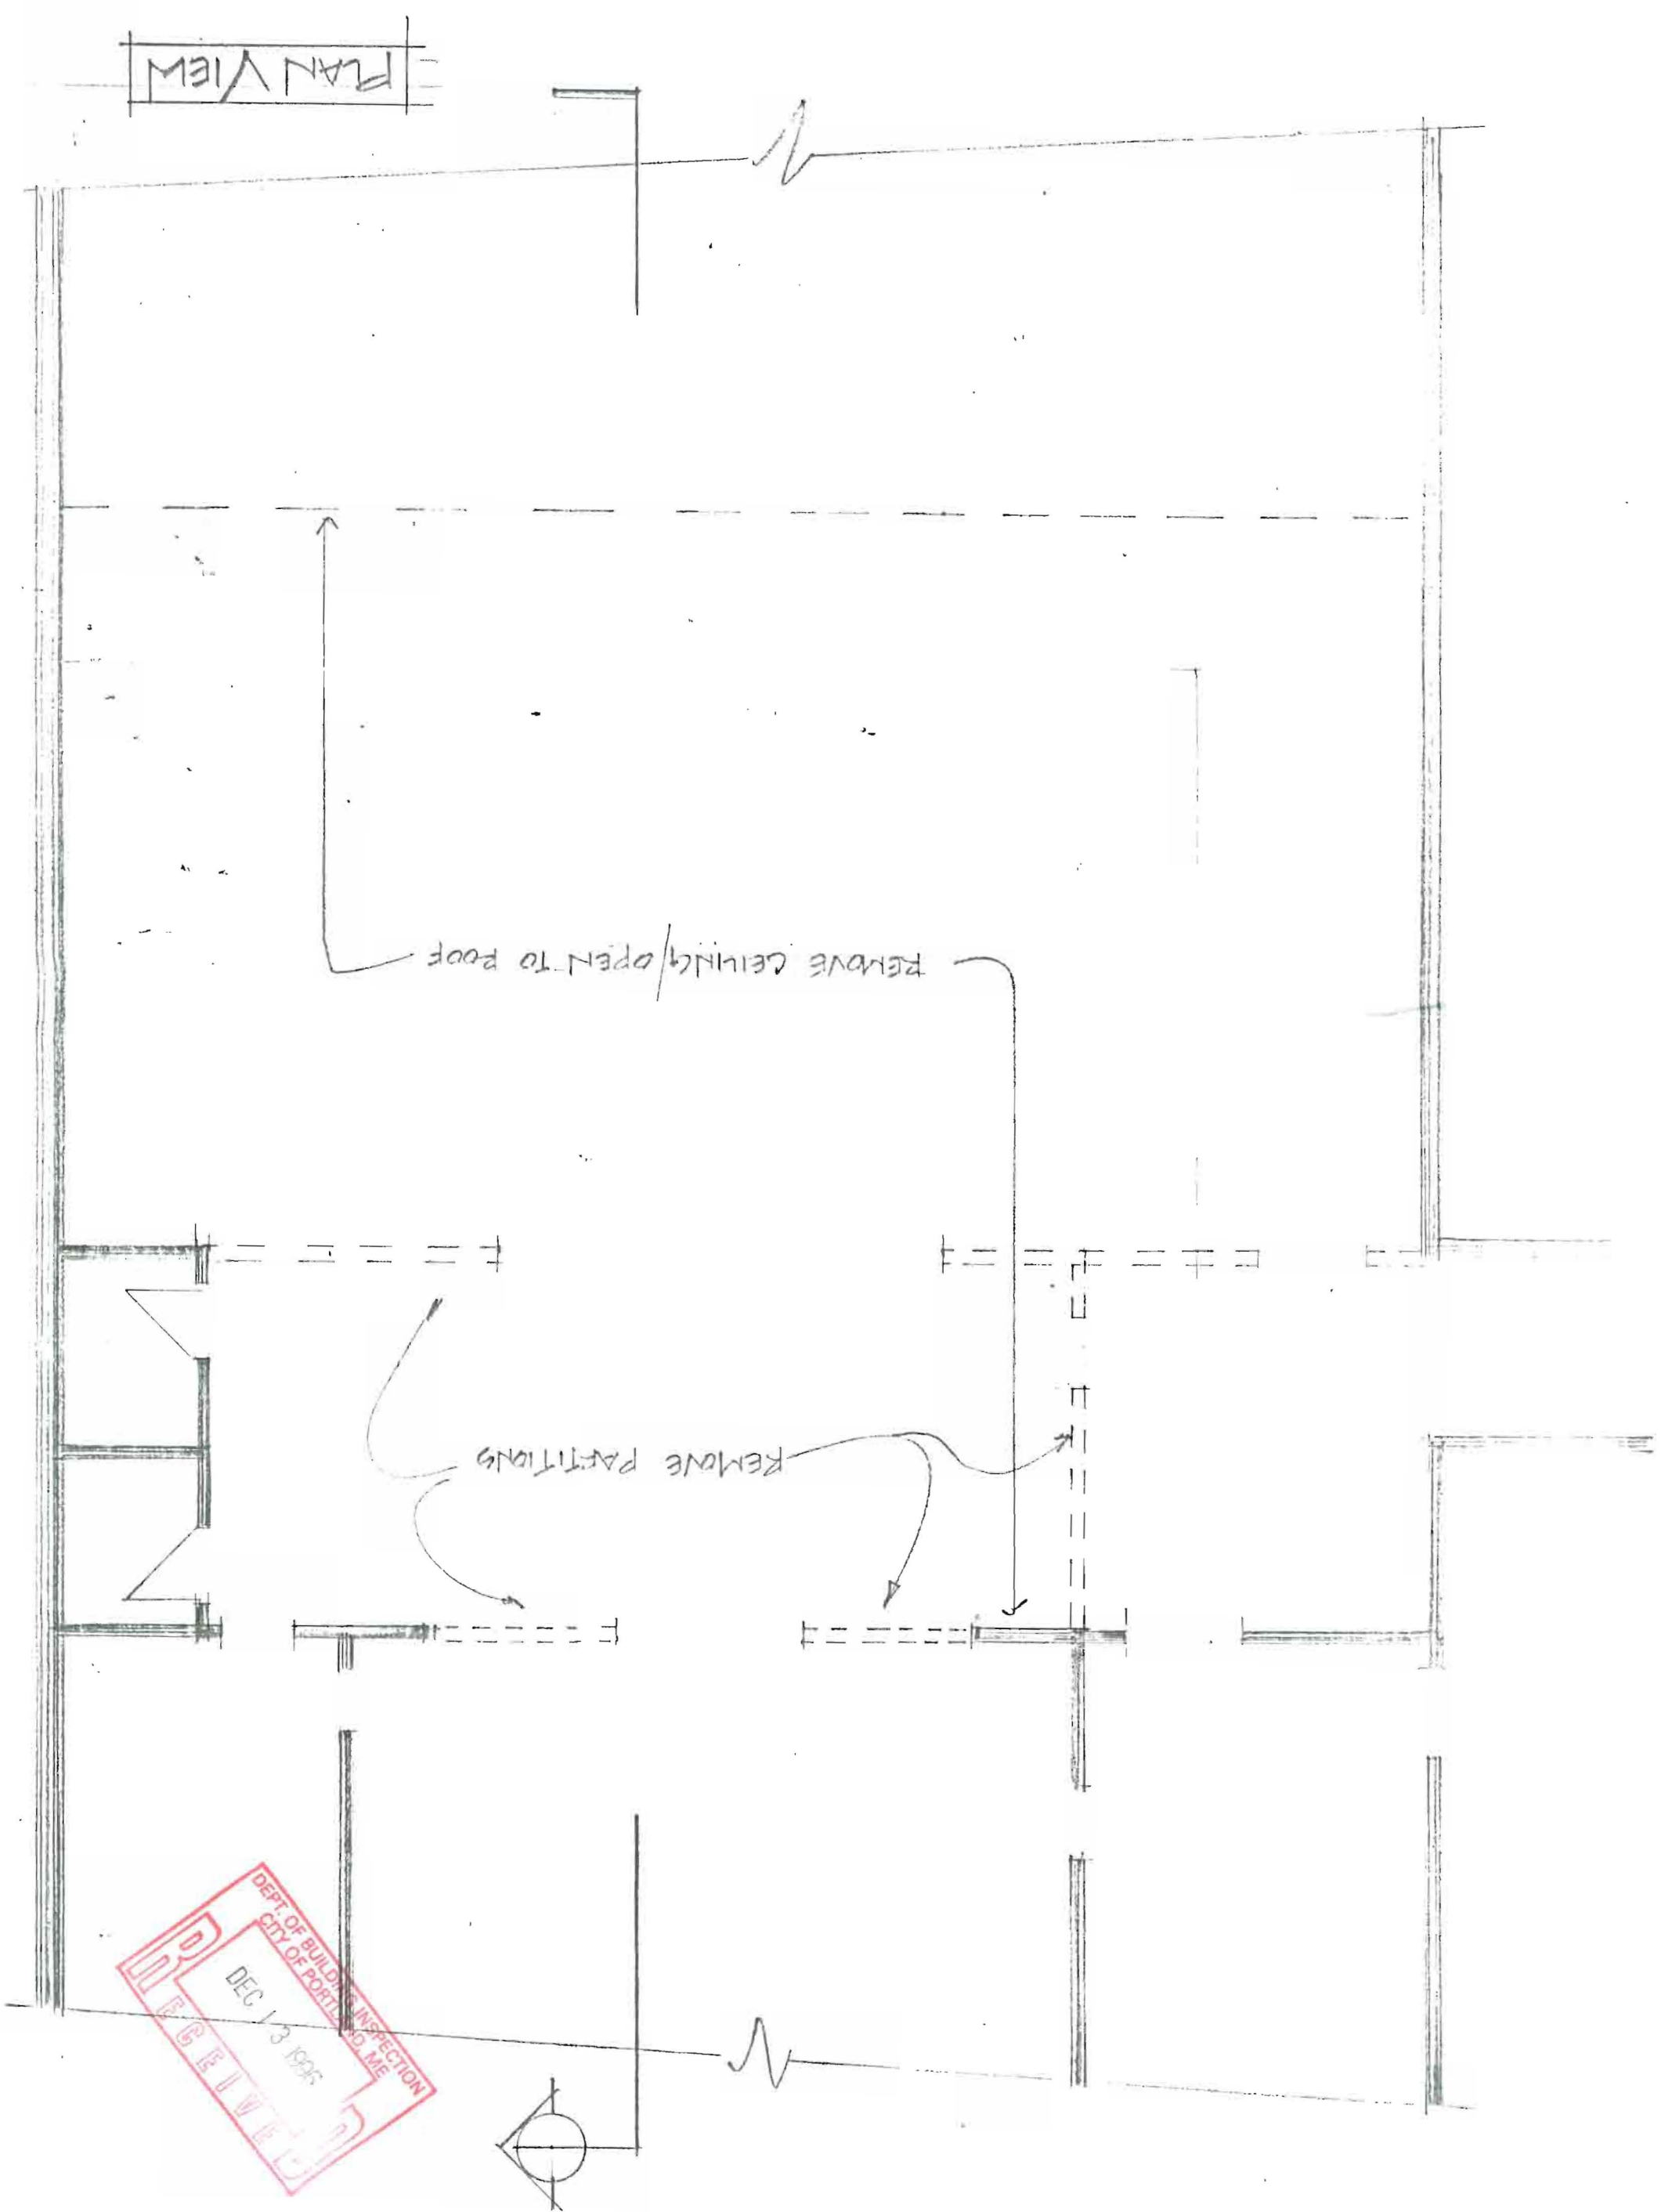 PLAN VIEW
REMOVE CEILING/OPEN TO ROOF
REMOVE PARTITIONS
DEPT. OF BUILDING INSPECTION
CITY OF PORTLAND, ME
DEC 13 1996
RECEIVED